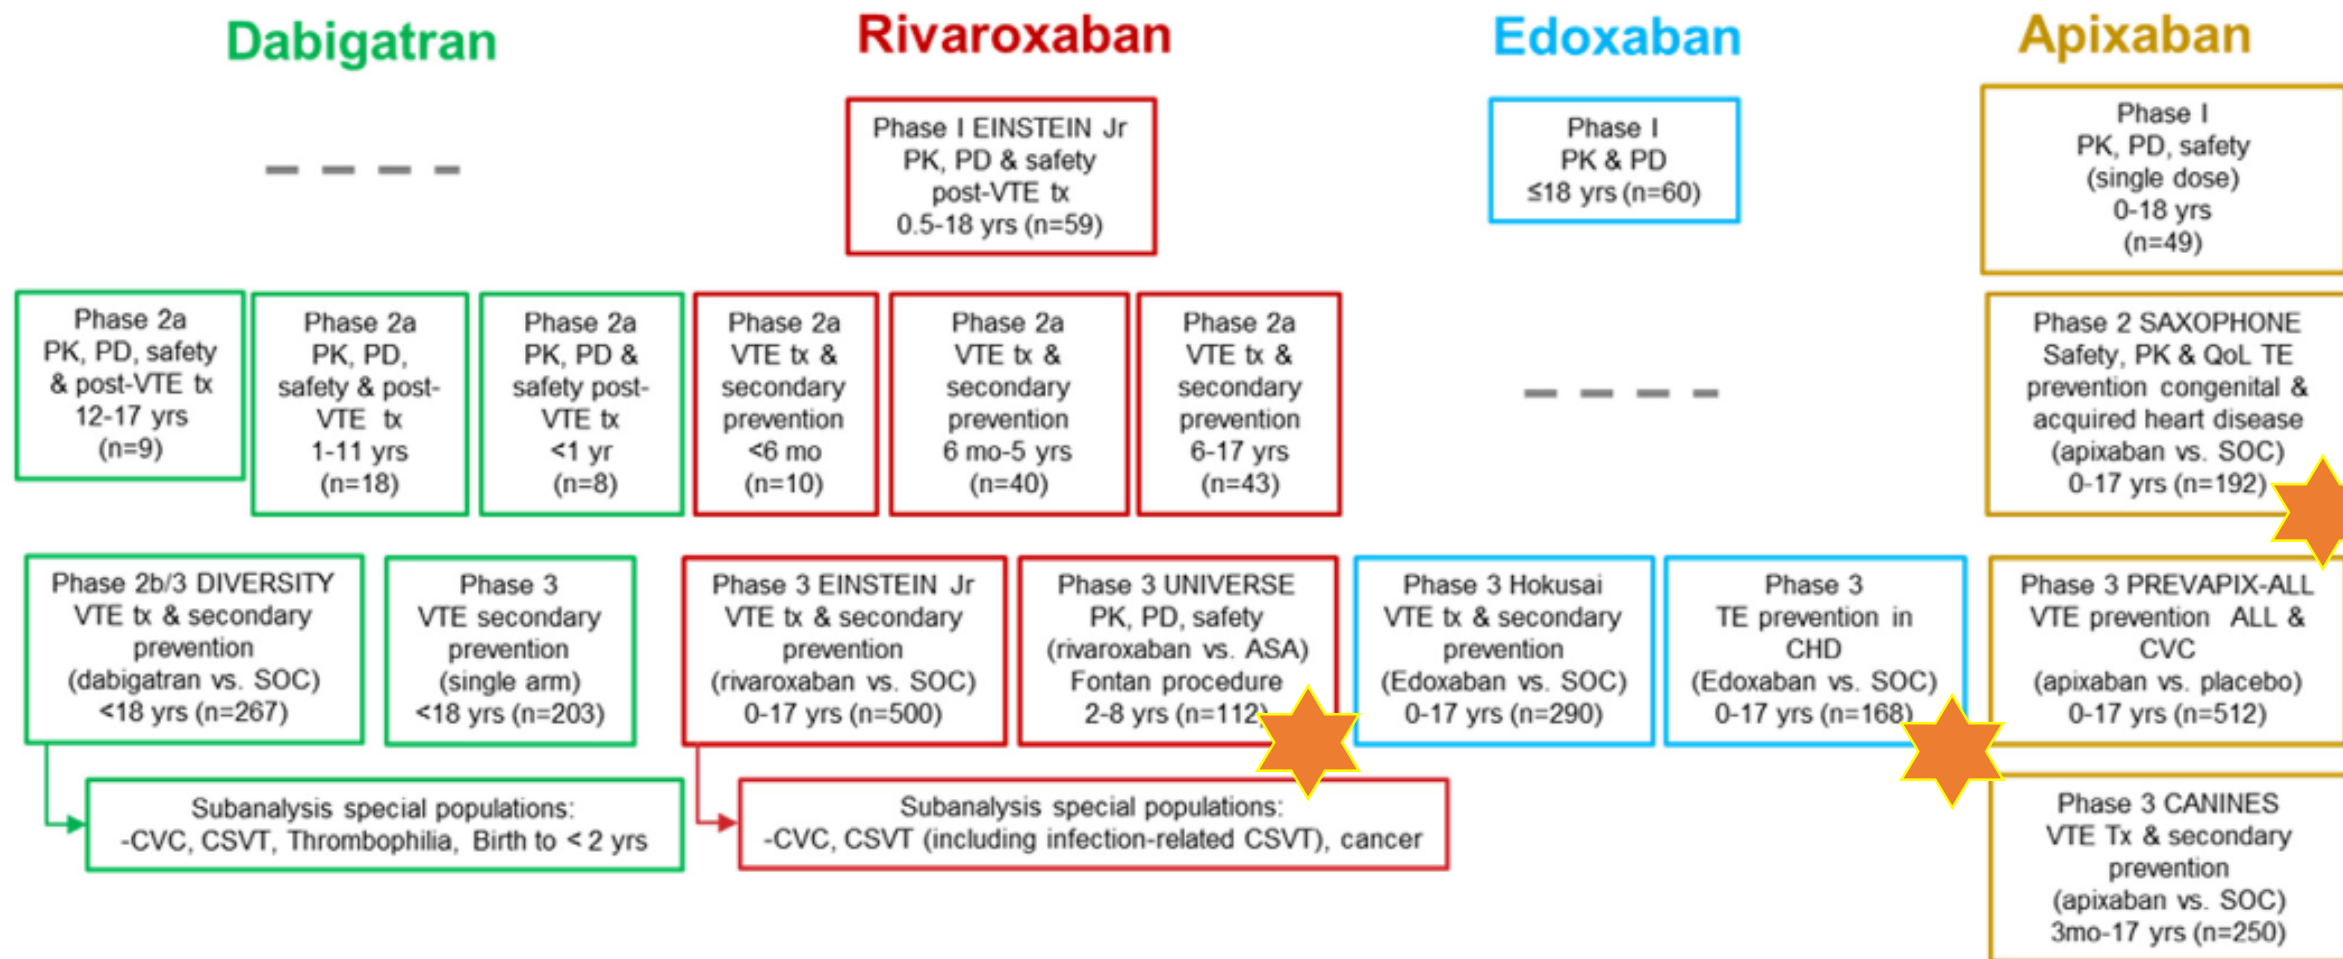 Dabigatran
Rivaroxaban
Edoxaban
Apixaban
Phase I EINSTEIN Jr
PK, PD & safety
post-VTE tx
0.5-18 yrs (n=59)
Phase I
PK & PD
≤18 yrs (n=60)
Phase I
PK, PD, safety
(single dose)
0-18 yrs
(n=49)
Phase 2a
PK, PD, safety
& post-VTE tx
12-17 yrs
(n=9)
Phase 2a
PK, PD,
safety & post-
VTE tx
1-11 yrs
(n=18)
Phase 2a
PK, PD &
safety post-
VTE tx
<1 yr
(n=8)
Phase 2a
VTE tx &
secondary
prevention
<6 mo
(n=10)
Phase 2a
VTE tx &
secondary
prevention
6 mo-5 yrs
(n=40)
Phase 2a
VTE tx &
secondary
prevention
6-17 yrs
(n=43)
Phase 2 SAXOPHONE
Safety, PK & QoL TE
prevention congenital &
acquired heart disease
(apixaban vs. SOC)
0-17 yrs (n=192)
Phase 2b/3 DIVERSITY
VTE tx & secondary
prevention
(dabigatran vs. SOC)
<18 yrs (n=267)
Phase 3
VTE secondary
prevention
(single arm)
<18 yrs (n=203)
Phase 3 EINSTEIN Jr
VTE tx & secondary
prevention
(rivaroxaban vs. SOC)
0-17 yrs (n=500)
Phase 3 UNIVERSE
PK, PD, safety
(rivaroxaban vs. ASA)
Fontan procedure
2-8 yrs (n=112)
Phase 3 Hokusai
VTE tx & secondary
prevention
(Edoxaban vs. SOC)
0-17 yrs (n=290)
Phase 3
TE prevention in
CHD
(Edoxaban vs. SOC)
0-17 yrs (n=168)
Phase 3 PREVAPIX-ALL
VTE prevention ALL &
CVC
(apixaban vs. placebo)
0-17 yrs (n=512)
Subanalysis special populations:
-CVC, CSVT, Thrombophilia, Birth to < 2 yrs
Subanalysis special populations:
-CVC, CSVT (including infection-related CSVT), cancer
Phase 3 CANINES
VTE Tx & secondary
prevention
(apixaban vs. SOC)
3mo-17 yrs (n=250)